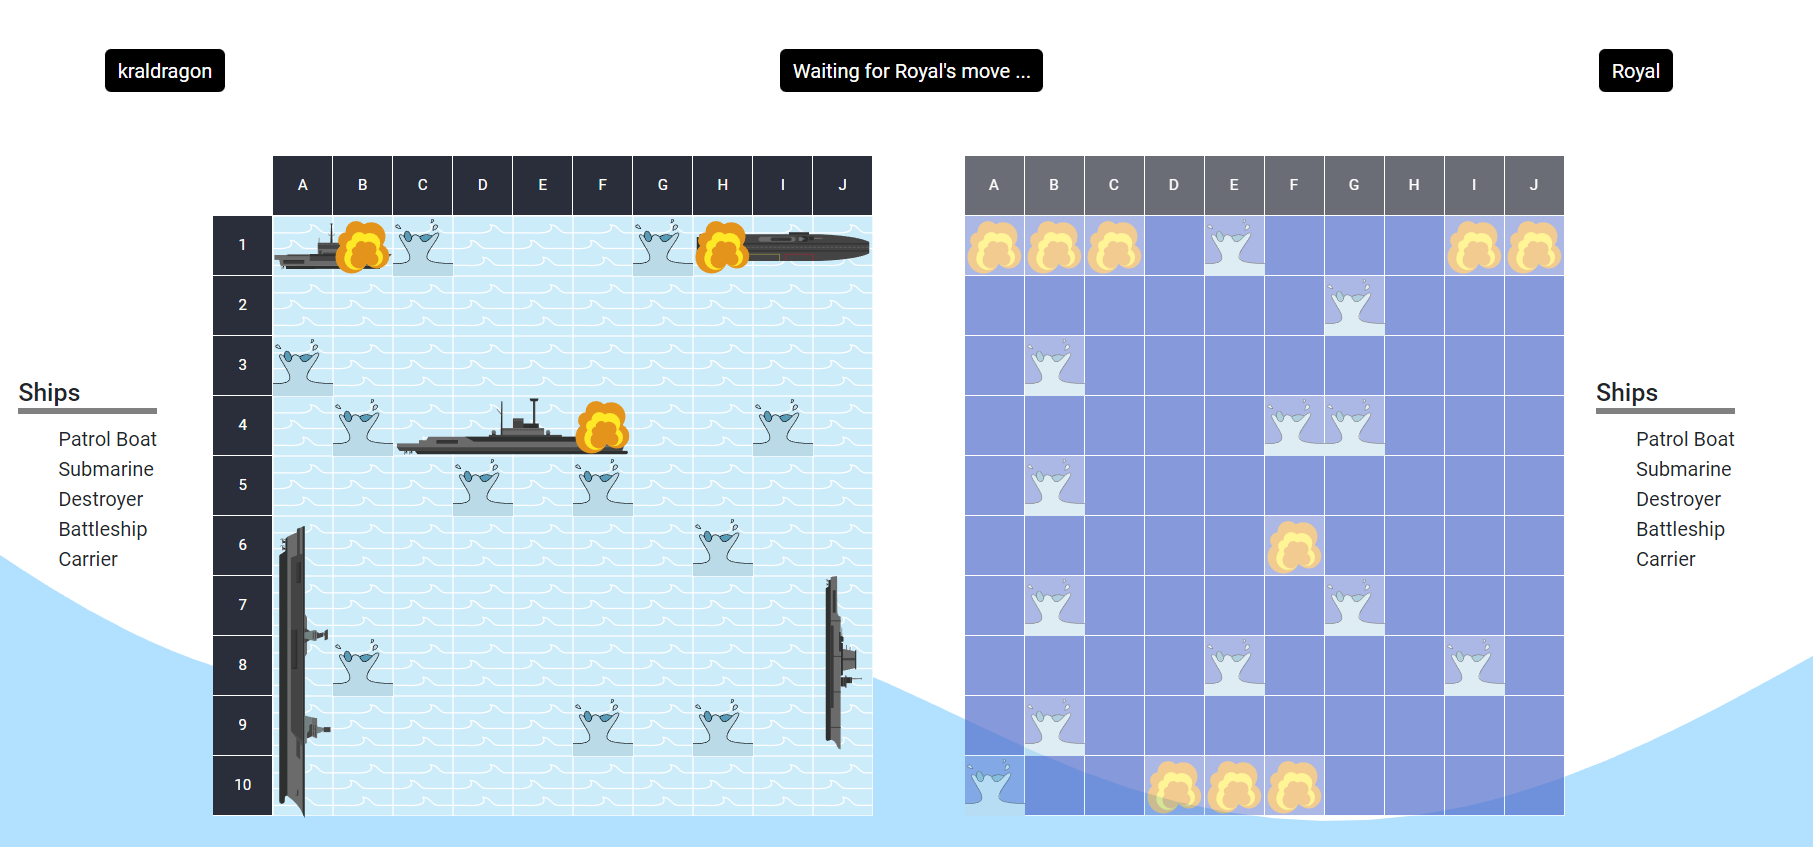 kraldragon
Waiting for Royal's move ...
Royal
A B C D E F G H I J
A B C D E F G H I J
1
2
3
4
5
6
7
8
9
10
Ships
Patrol Boat
Submarine
Destroyer
Battleship
Carrier
Ships
Patrol Boat
Submarine
Destroyer
Battleship
Carrier